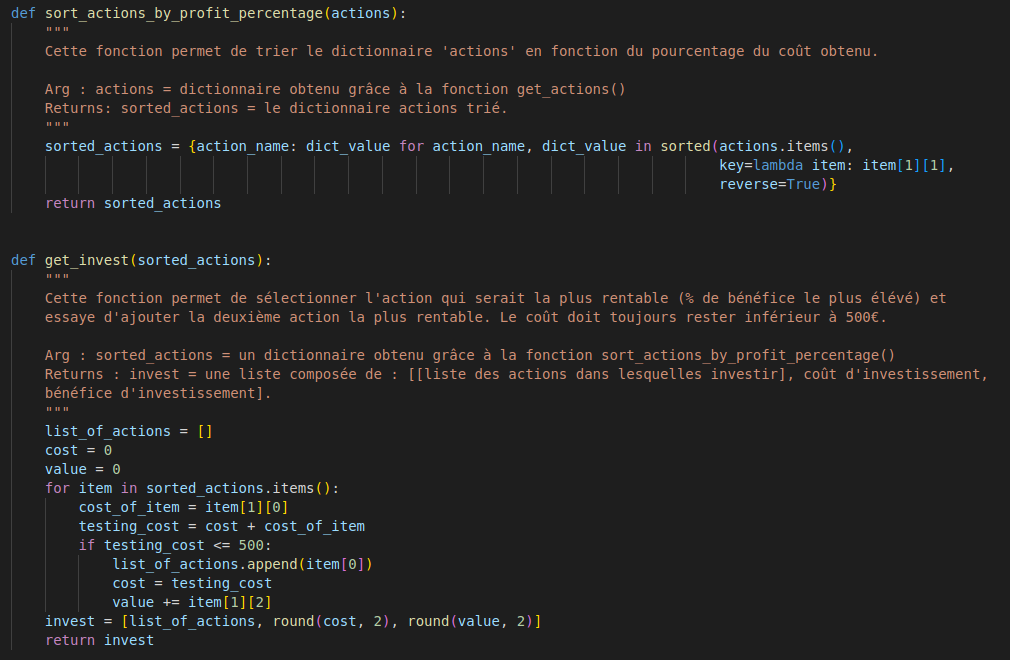 def sort_actions_by_profit_percentage(actions):
    """
    Cette fonction permet de trier le dictionnaire 'actions' en fonction du pourcentage du coût obtenu.

    Arg : actions = dictionnaire obtenu grâce à la fonction get_actions()
    Returns: sorted_actions = le dictionnaire actions trié.
    """
    sorted_actions = {action_name: dict_value for action_name, dict_value in sorted(actions.items(),
                                                                                    key=lambda item: item[1][1],
                                                                                    reverse=True)}
    return sorted_actions


def get_invest(sorted_actions):
    """
    Cette fonction permet de sélectionner l'action qui serait la plus rentable (% de bénéfice le plus élévé) et
    essaye d'ajouter la deuxième action la plus rentable. Le coût doit toujours rester inférieur à 500€.

    Arg : sorted_actions = un dictionnaire obtenu grâce à la fonction sort_actions_by_profit_percentage()
    Returns : invest = une liste composée de : [[liste des actions dans lesquelles investir], coût d'investissement,
    bénéfice d'investissement].
    """
    list_of_actions = []
    cost = 0
    value = 0
    for item in sorted_actions.items():
        cost_of_item = item[1][0]
        testing_cost = cost + cost_of_item
        if testing_cost <= 500:
            list_of_actions.append(item[0])
            cost = testing_cost
            value += item[1][2]
    invest = [list_of_actions, round(cost, 2), round(value, 2)]
    return invest